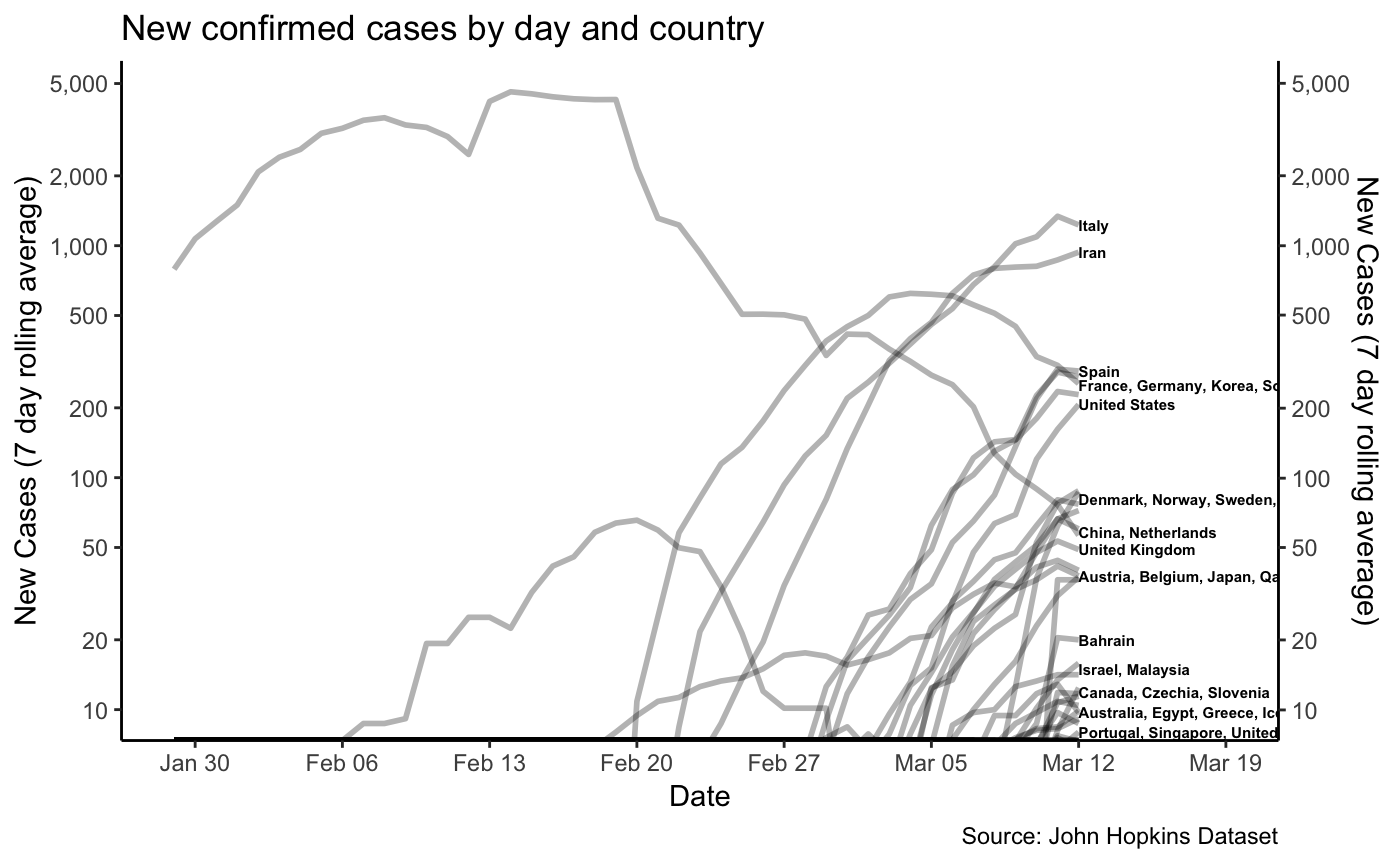 New confirmed cases by day and country
5,000
2,000
1,000
500
200
100
50
20
10
New Cases (7 day rolling average)
Italy
Iran
Spain
France, Germany, Korea, So
United States
Denmark, Norway, Sweden,
China, Netherlands
United Kingdom
Austria, Belgium, Japan, Qa
Bahrain
Israel, Malaysia
Canada, Czechia, Slovenia
Australia, Egypt, Greece, Ice
Portugal, Singapore, United
5,000
2,000
1,000
500
200
100
50
20
10
New Cases (7 day rolling average)
Jan 30
Feb 06
Feb 13
Feb 20
Feb 27
Mar 05
Mar 12
Mar 19
Date
Source: John Hopkins Dataset